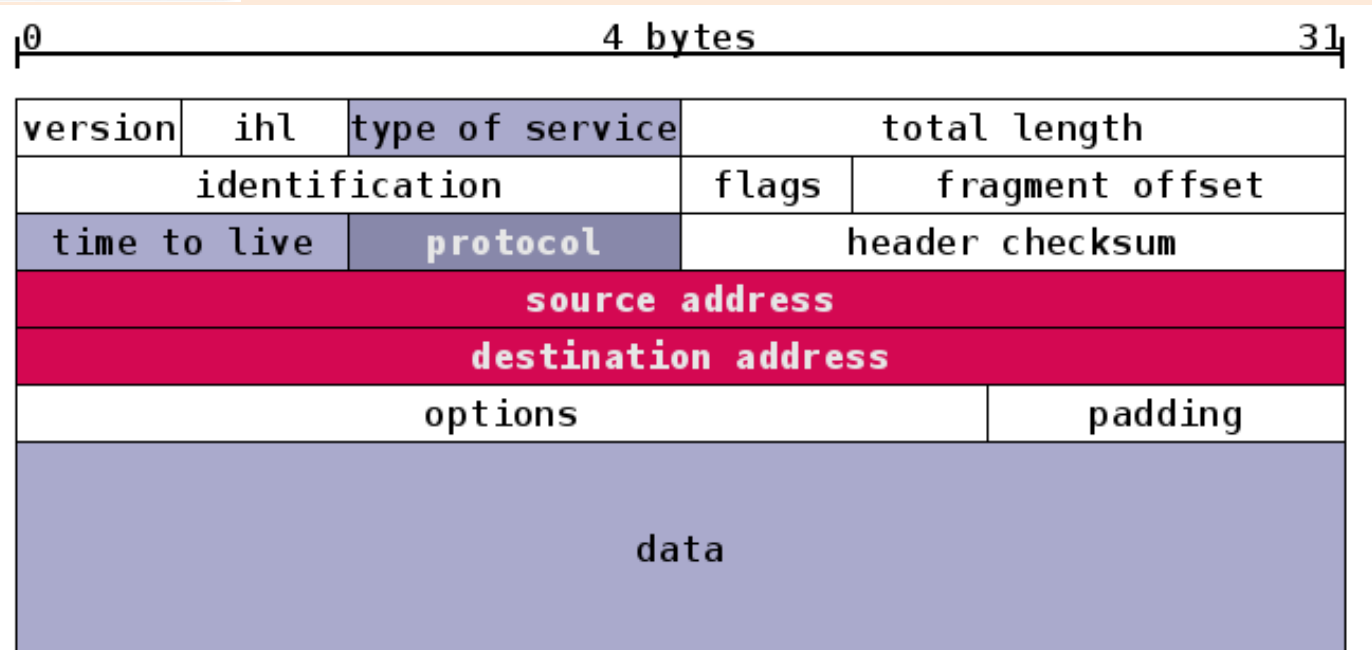 0 4 bytes 31
version ihl type of service total length
identification flags fragment offset
time to live protocol header checksum
source address
destination address
options padding
data